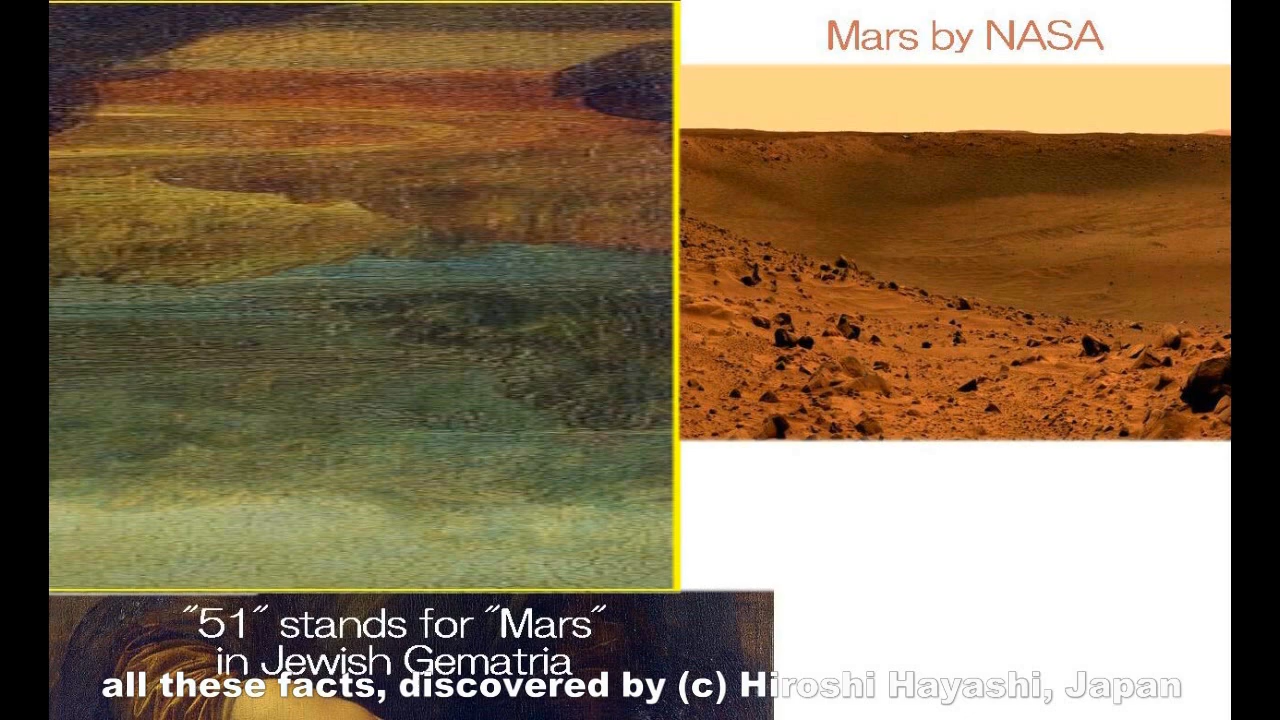 Mars by NASA
"51" stands for "Mars"
in Jewish Gematria
all these facts, discovered by (c) Hiroshi Hayashi, Japan